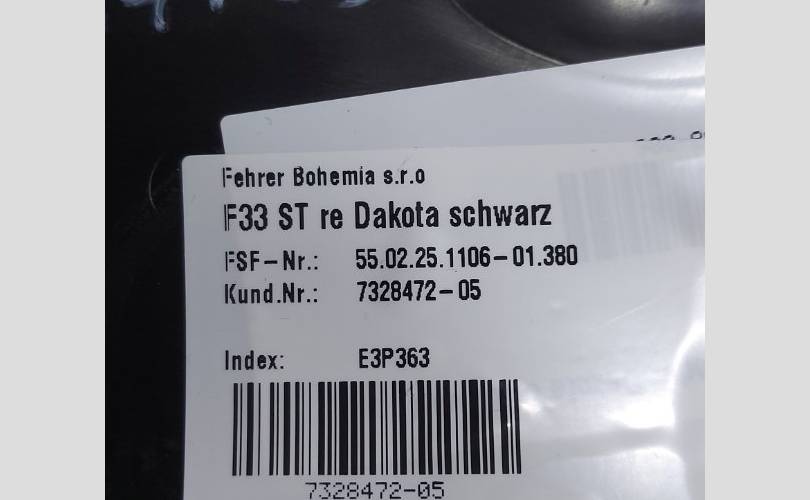 Fehrer Bohemia s.r.o
F33 ST re Dakota schwarz
FSF-Nr.: 55.02.25.1106-01.380
Kund.Nr.: 7328472-05
Index: E3P363
7328472-05